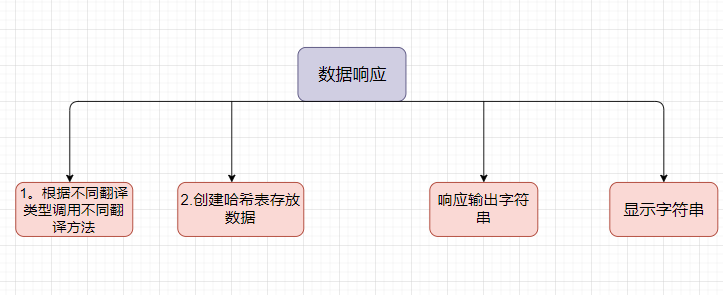 数据响应
1。根据不同翻译
类型调用不同翻
译方法
2.创建哈希表存放
数据
响应输出字符
串
显示字符串